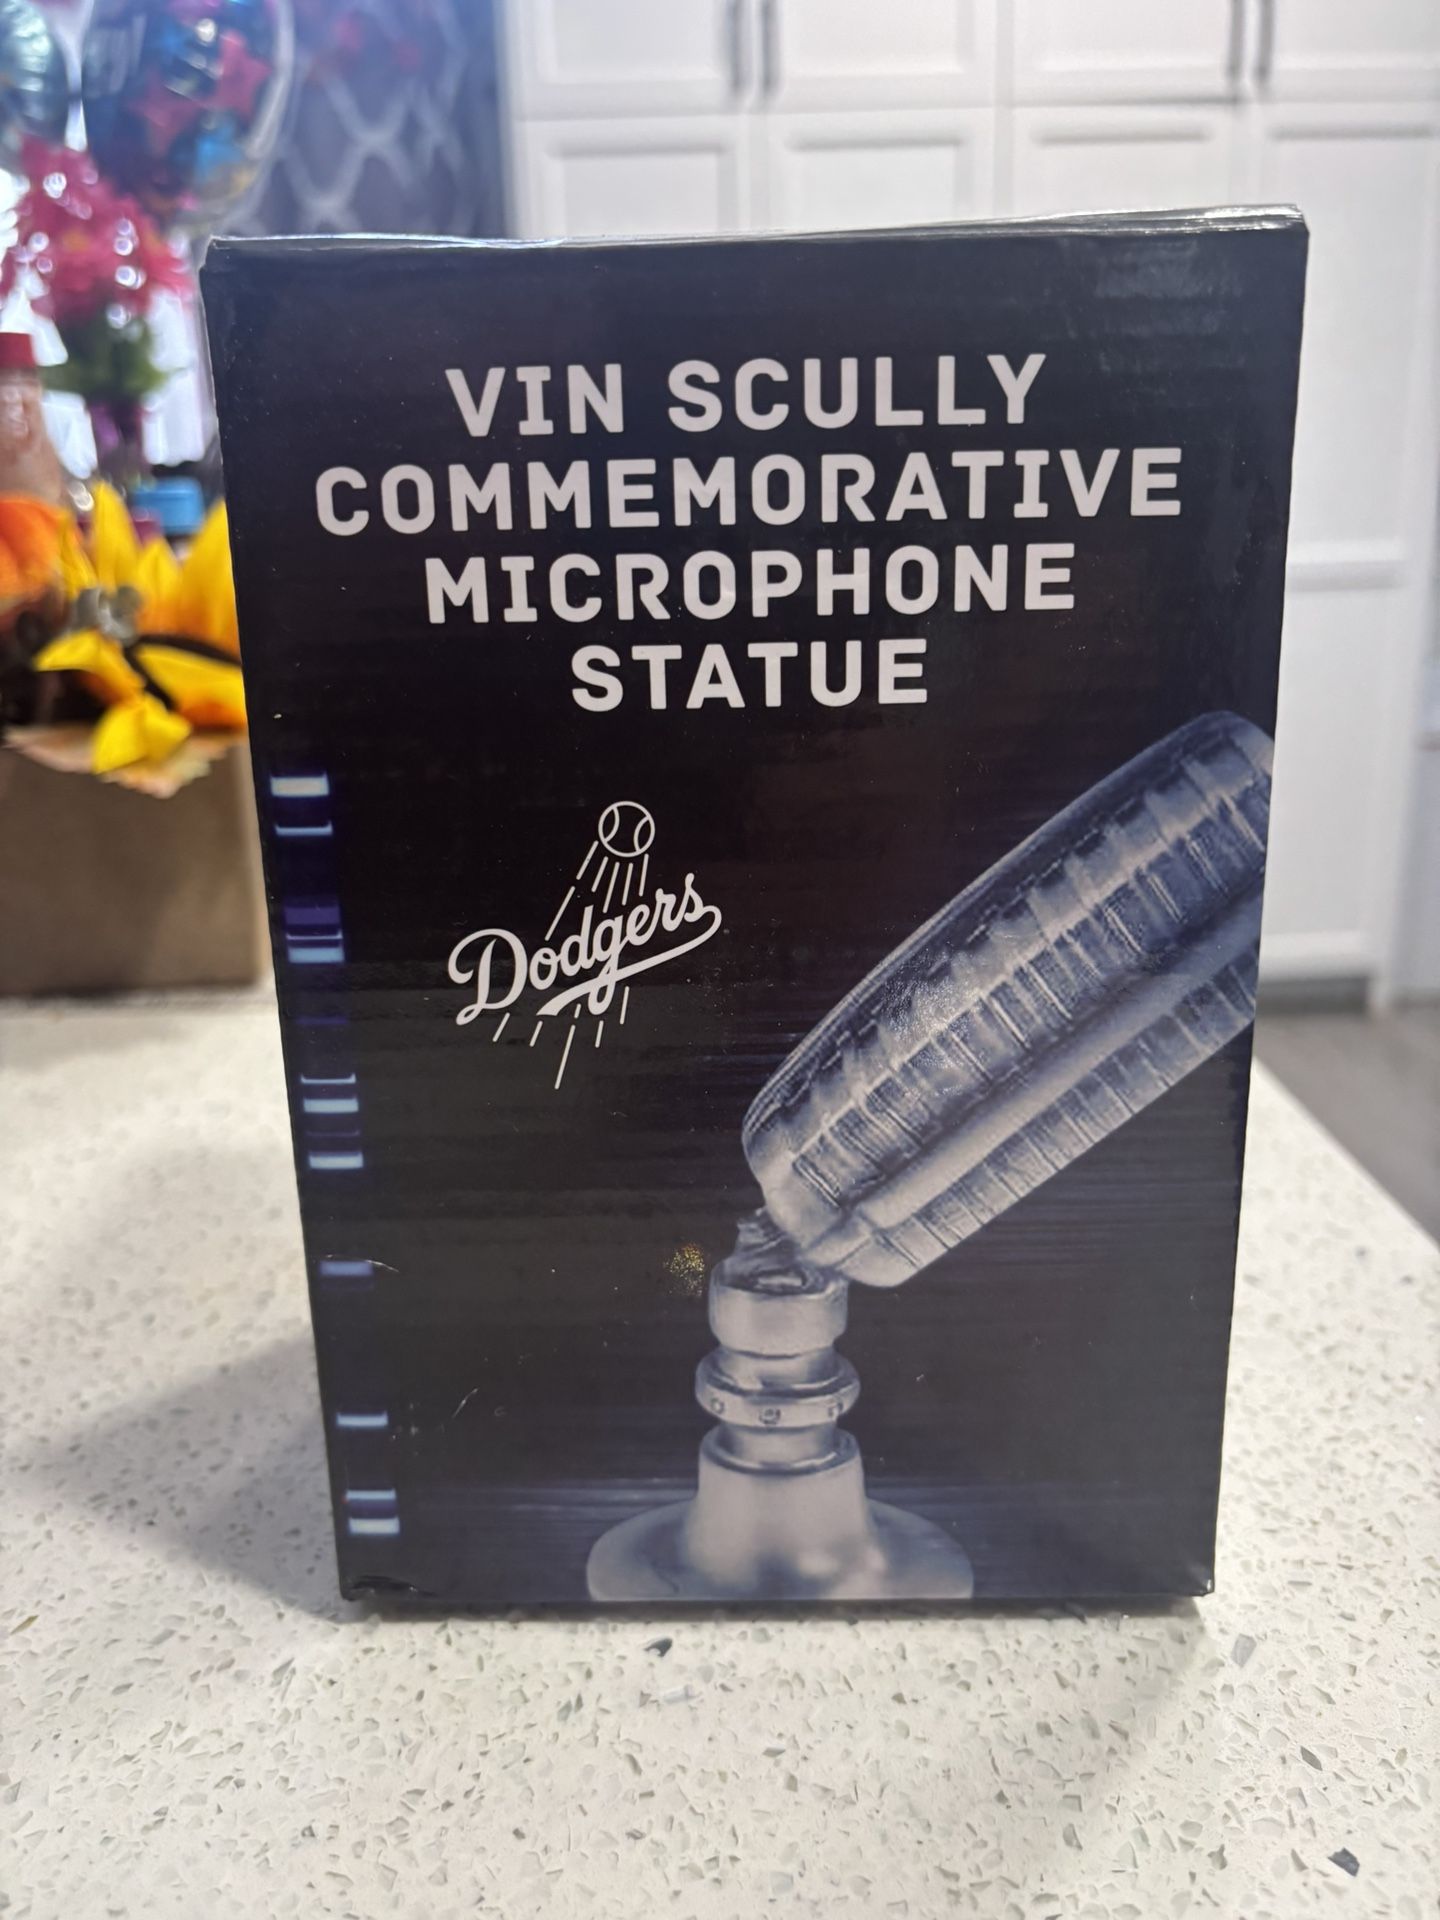 VIN SCULLY
COMMEMORATIVE
MICROPHONE
STATUE
Dodgers